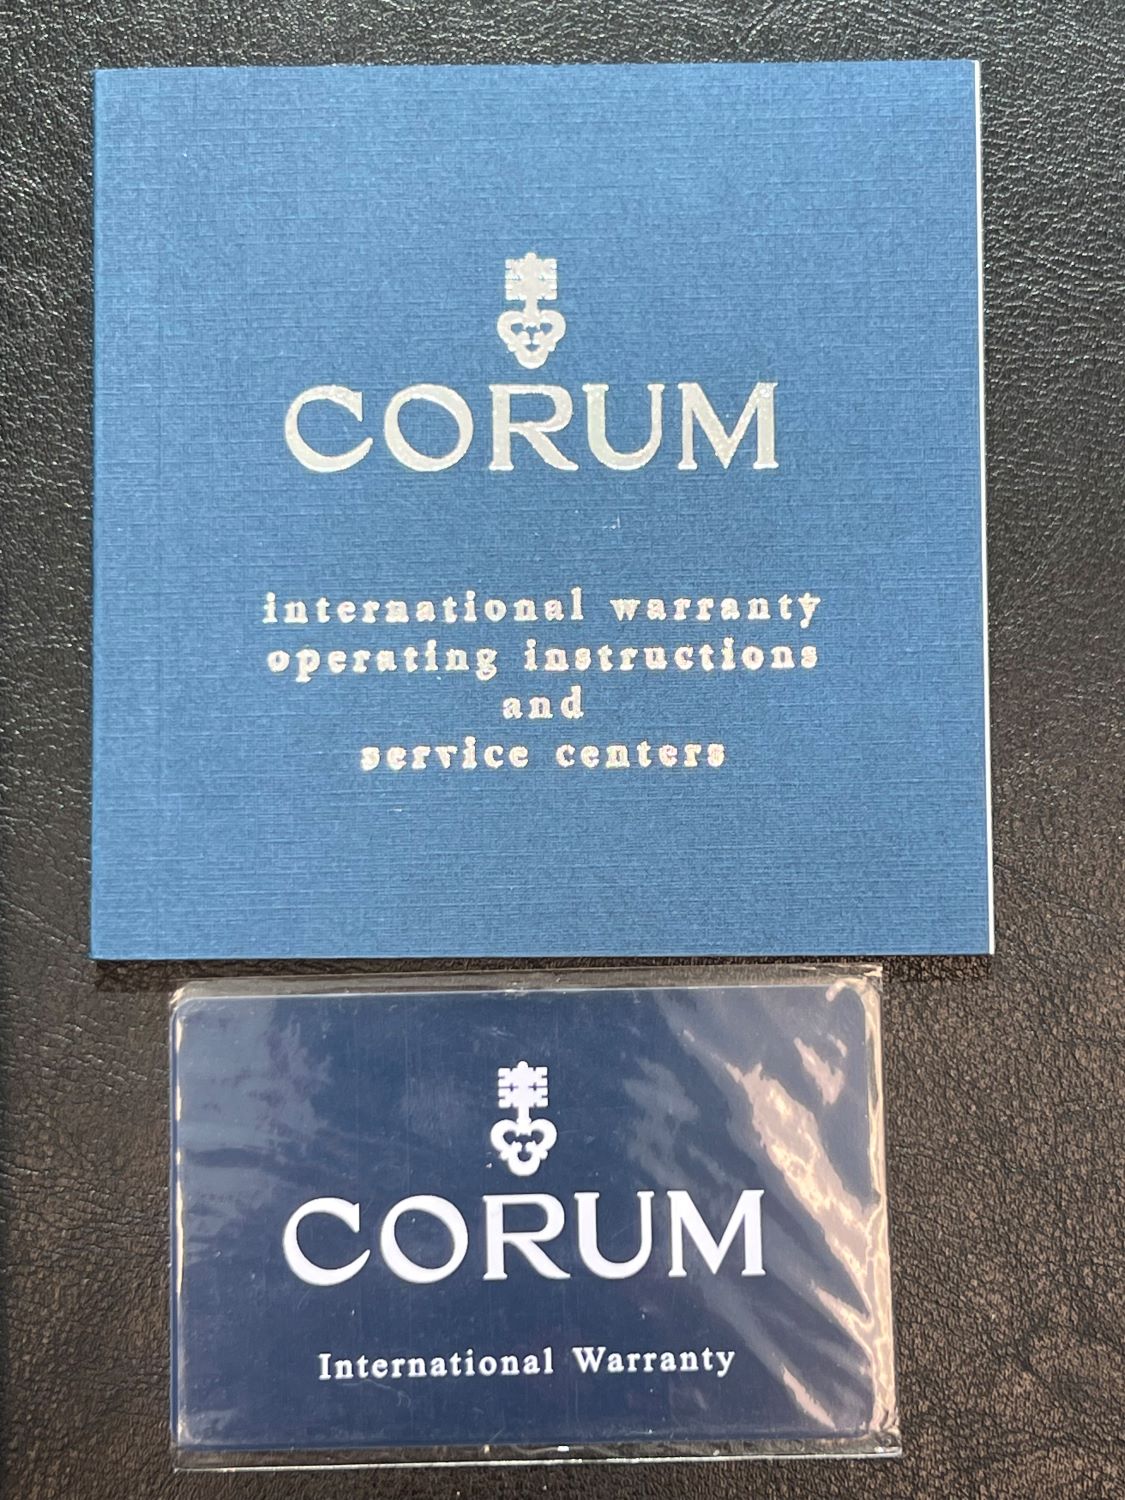 CORUM
international warranty
operating instructions
and
service centers
CORUM
International Warranty